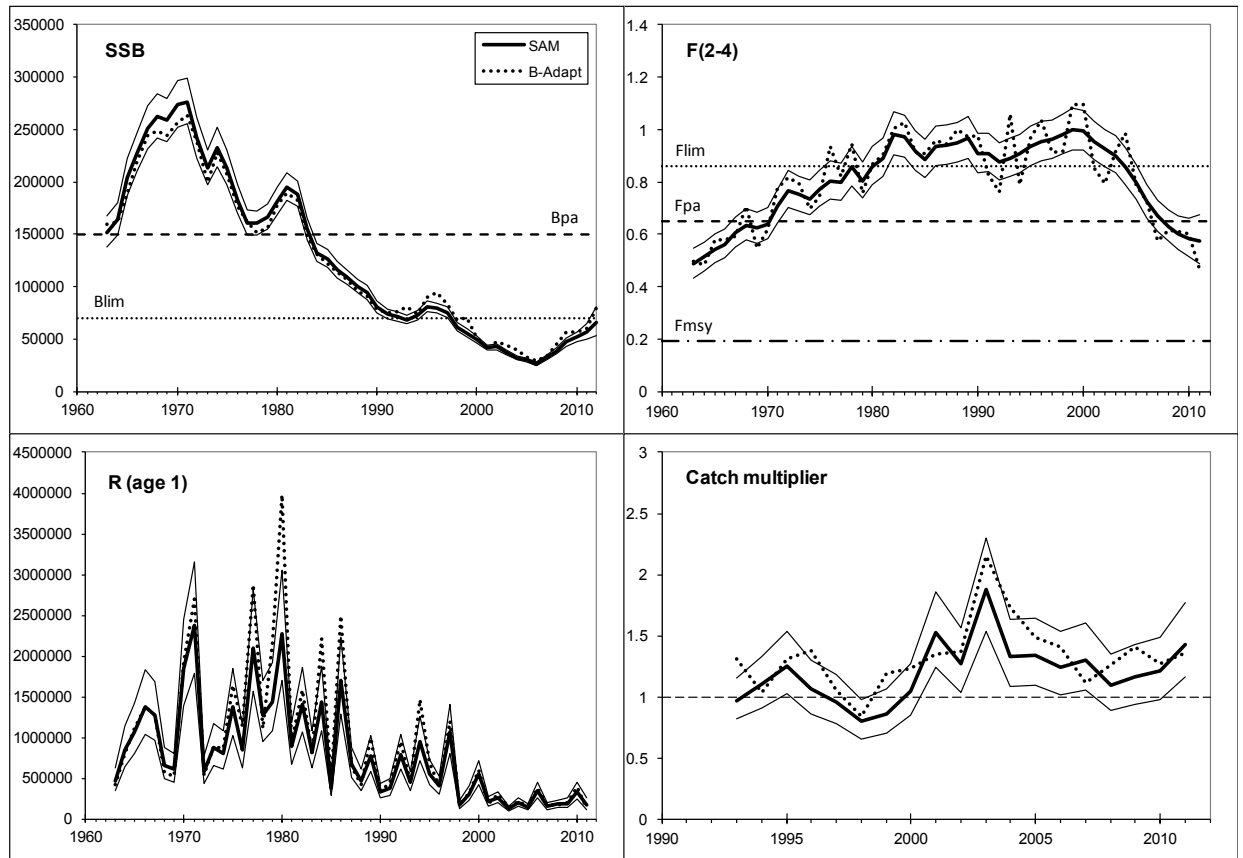 SSB
SAM
B-Adapt
350000
300000
250000
200000
150000
100000
50000
0
Bpa
Blim
1960 1970 1980 1990 2000 2010
F(2-4)
1.4
1.2
1
0.8
0.6
0.4
0.2
0
Flim
Fpa
Fmsy
1960 1970 1980 1990 2000 2010
R (age 1)
4500000
4000000
3500000
3000000
2500000
2000000
1500000
1000000
500000
0
1960 1970 1980 1990 2000 2010
Catch multiplier
3
2.5
2
1.5
1
0.5
0
1990 1995 2000 2005 2010